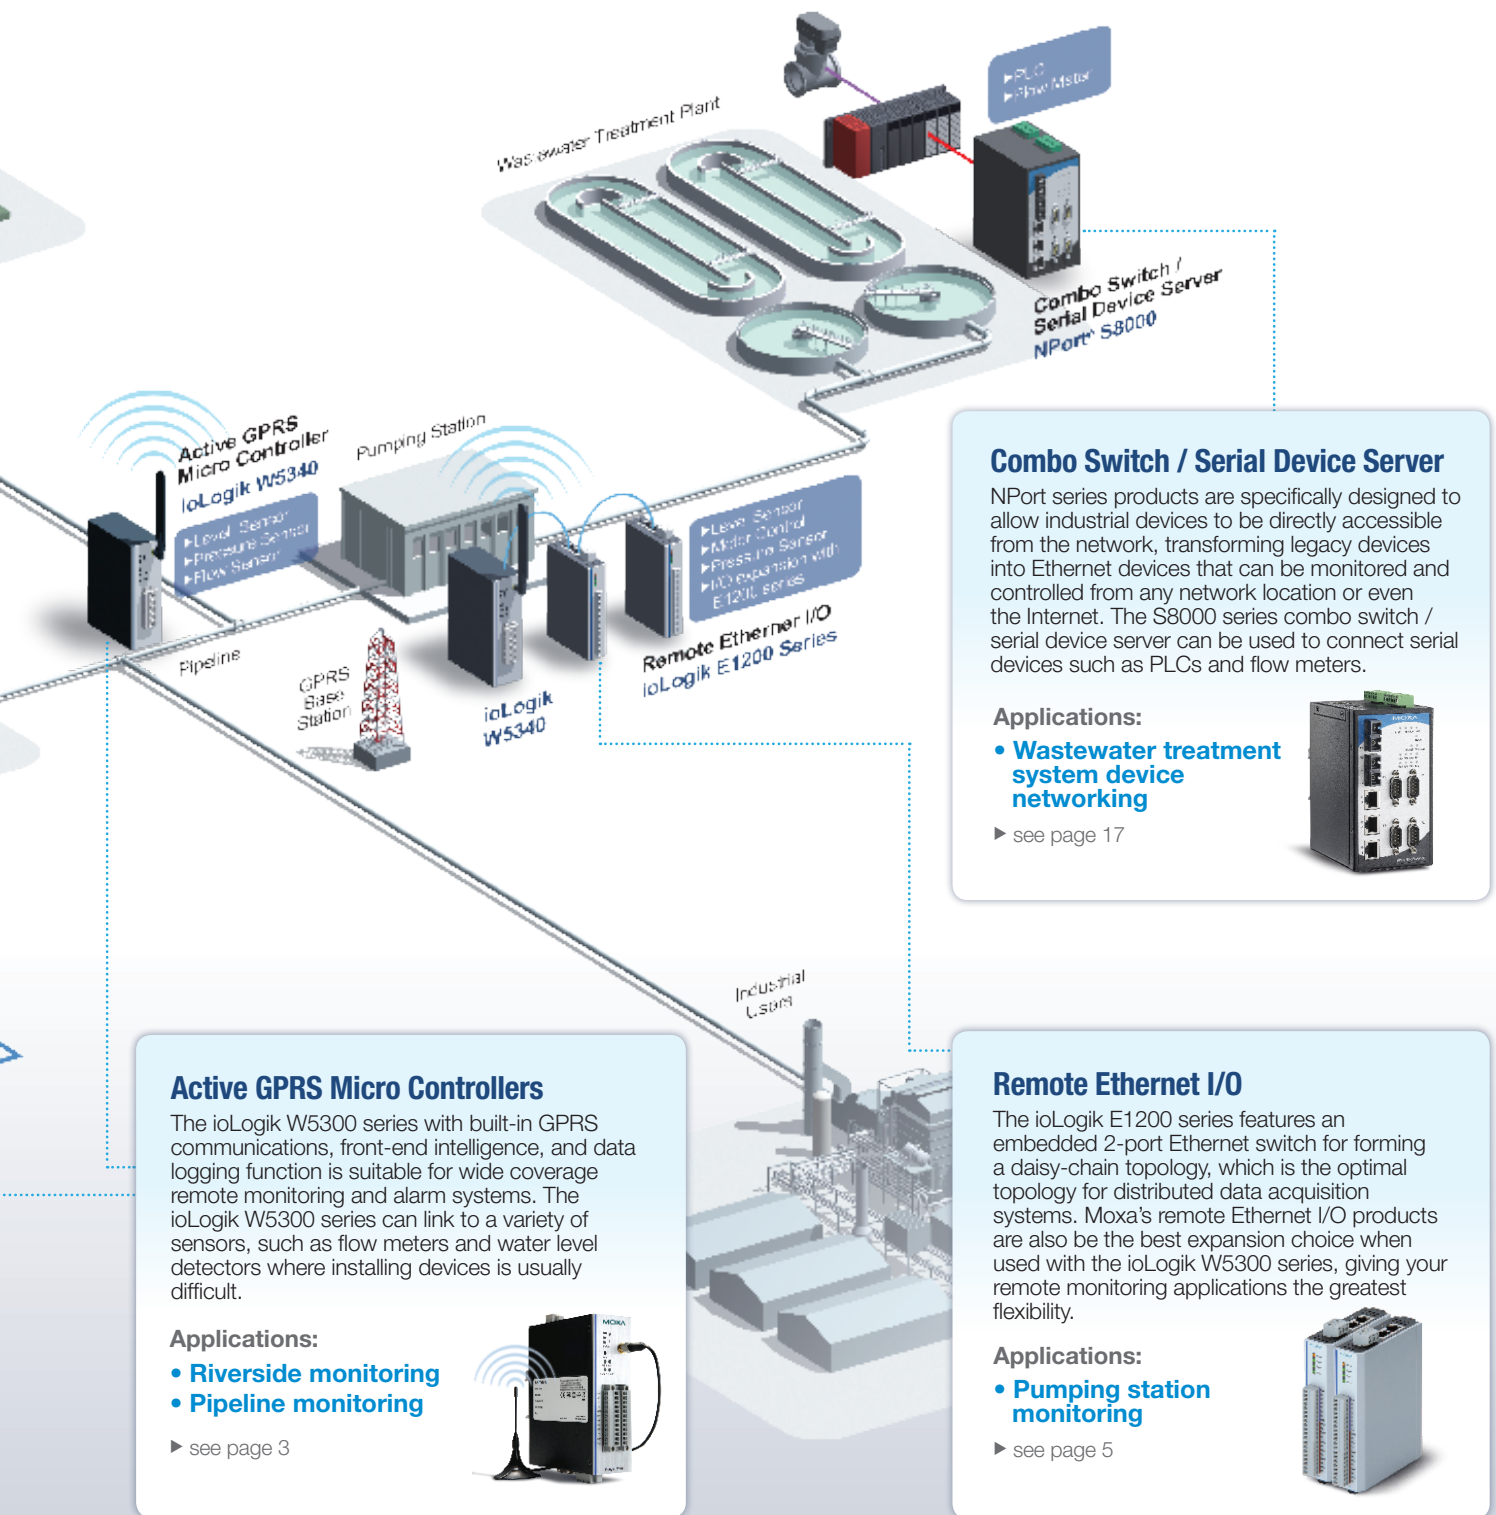 Wastewater Treatment Plant
▶PLC
▶Flow Meter
Combo Switch /
Serial Device Server
NPort® S8000
Active GPRS
Micro Controller
ioLogik W5340
▶Level Sensor
▶Pressure Sensor
▶Flow Sensor
Pumping Station
▶Level Sensor
▶Motor Control
▶Pressure Sensor
▶I/O expansion with
E1200 series
Remote Etherner I/O
ioLogik E1200 Series
Pipeline
GPRS
Base
Station
ioLogik
W5340
Combo Switch / Serial Device Server
NPort series products are specifically designed to
allow industrial devices to be directly accessible
from the network, transforming legacy devices
into Ethernet devices that can be monitored and
controlled from any network location or even
the Internet. The S8000 series combo switch /
serial device server can be used to connect serial
devices such as PLCs and flow meters.
Applications:
• Wastewater treatment
system device
networking
▶ see page 17
MOXA
Industrial
Users
Active GPRS Micro Controllers
The ioLogik W5300 series with built-in GPRS
communications, front-end intelligence, and data
logging function is suitable for wide coverage
remote monitoring and alarm systems. The
ioLogik W5300 series can link to a variety of
sensors, such as flow meters and water level
detectors where installing devices is usually
difficult.
Applications:
• Riverside monitoring
• Pipeline monitoring
▶ see page 3
MOXA
Remote Ethernet I/O
The ioLogik E1200 series features an
embedded 2-port Ethernet switch for forming
a daisy-chain topology, which is the optimal
topology for distributed data acquisition
systems. Moxa’s remote Ethernet I/O products
are also be the best expansion choice when
used with the ioLogik W5300 series, giving your
remote monitoring applications the greatest
flexibility.
Applications:
• Pumping station
monitoring
▶ see page 5